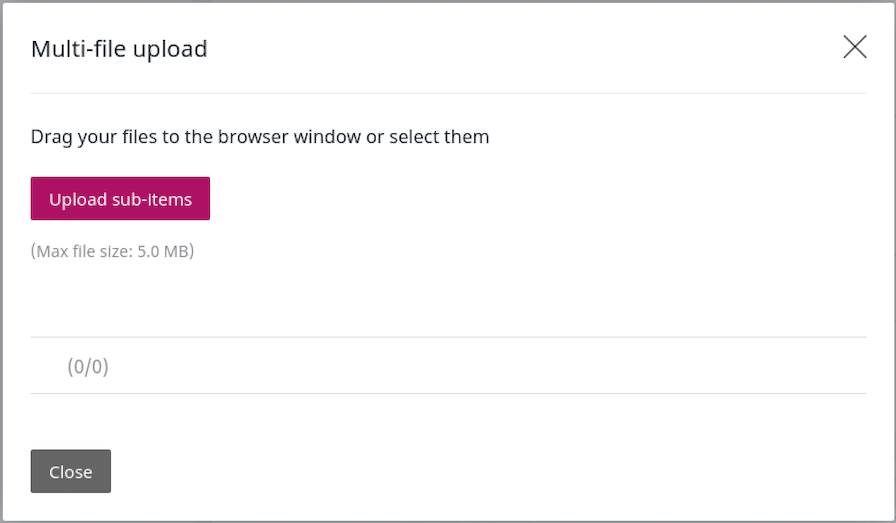 Multi-file upload
Drag your files to the browser window or select them
Upload sub-items
(Max file size: 5.0 MB)
(0/0)
Close